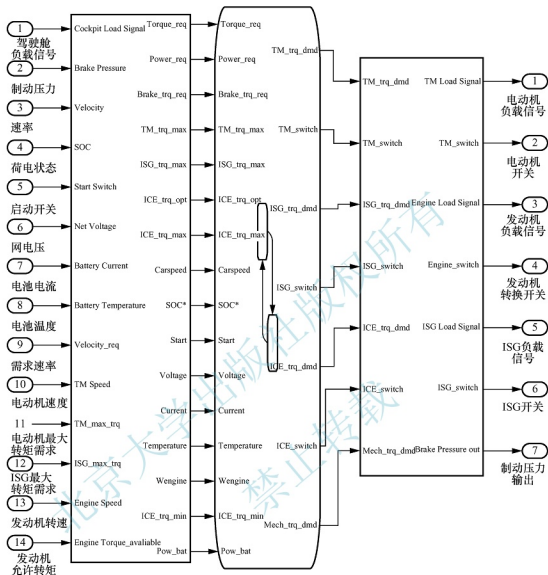 1
驾驶舱
负载信号
2
制动压力
3
速率
4
荷电状态
5
启动开关
6
网电压
7
电池电流
8
电池温度
9
需求速率
10
电动机速度
11
电动机最大
转矩需求
12
ISG最大
转矩需求
13
发动机转速
14
发动机
允许转矩
Cockpit Load Signal
Brake Pressure
Velocity
SOC
Start Switch
Net Voltage
Battery Current
Battery Temperature
Velocity_req
TM Speed
TM_max_trq
ISG_max_trq
Engine Speed
Engine Torque_avaliable
Torque_req
Power_req
Brake_trq_req
TM_trq_max
ISG_trq_max
ICE_trq_opt
ICE_trq_max
Carspeed
SOC*
Start
Voltage
Current
Temperature
Wengine
ICE_trq_min
Pow_bat
Torque_req
Power_req
Brake_trq_req
TM_trq_max
ISG_trq_max
ICE_trq_opt
ICE_trq_max
Carspeed
SOC*
Start
Voltage
Current
Temperature
Wengine
ICE_trq_min
Pow_bat
TM_trq_dmd
TM_switch
ISG_trq_dmd
ISG_switch
ICE_trq_dmd
ICE_switch
Mech_trq_dmd
TM_trq_dmd
TM_switch
ISG_trq_dmd
ISG_switch
ICE_trq_dmd
ICE_switch
Mech_trq_dmd
TM Load Signal
TM_switch
Engine Load Signal
Engine_switch
ISG Load Signal
ISG_switch
Brake Pressure out
1
电动机
负载信号
2
电动机
开关
3
发动机
负载信号
4
发动机
转换开关
5
ISG负载
信号
6
ISG开关
7
制动压力
输出
北京大学出版社版权所有
禁止转载